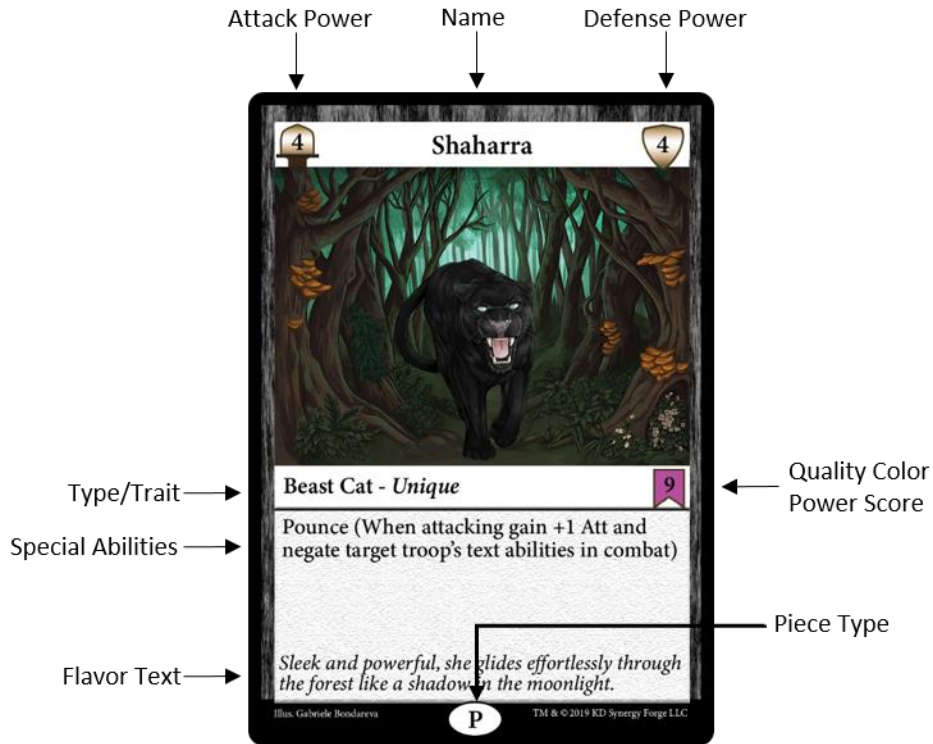 Attack Power
Name
Defense Power
4
Shaharra
4
Type/Trait
Beast Cat - Unique
9
Quality Color
Power Score
Special Abilities
Pounce (When attacking gain +1 Att and
negate target troop's text abilities in combat)
Piece Type
Flavor Text
Sleek and powerful, she glides effortlessly through
the forest like a shadow in the moonlight.
Illus. Gabriele Bondareva
P
TM & © 2019 KD Synergy Forge LLC